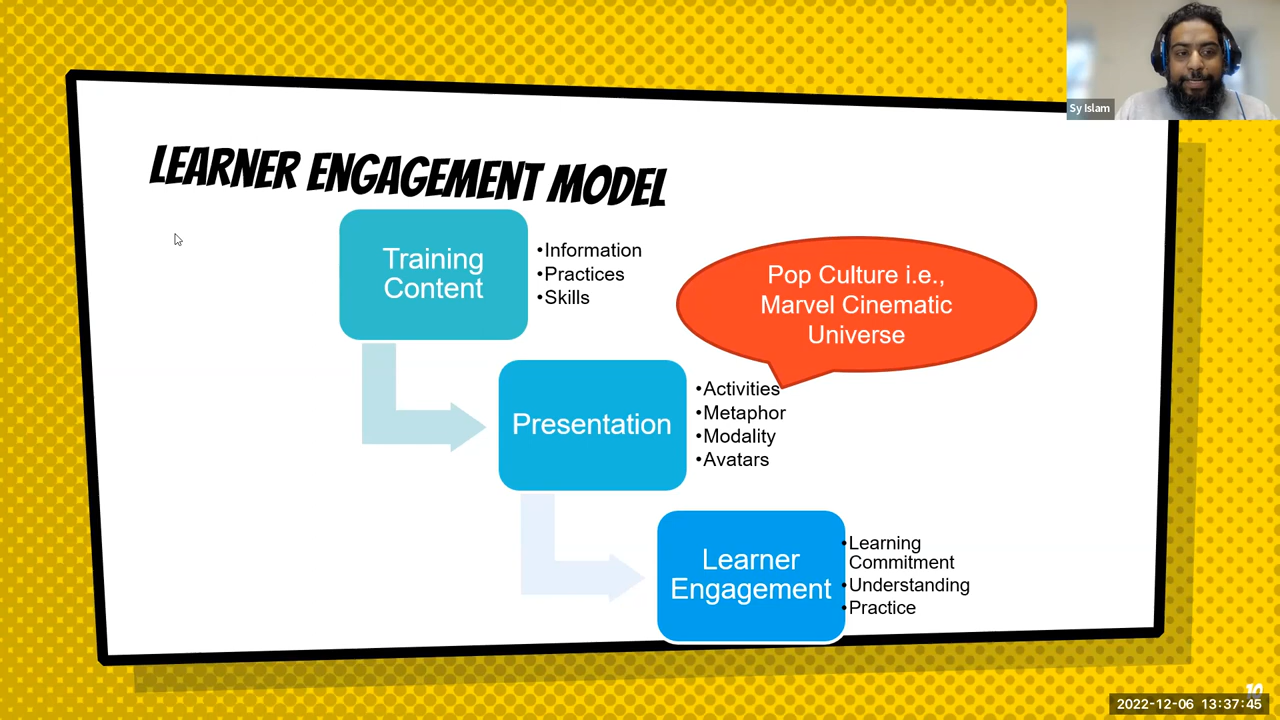 Sy Islam
LEARNER ENGAGEMENT MODEL
Training
Content
•Information
•Practices
•Skills
Pop Culture i.e.,
Marvel Cinematic
Universe
Presentation
•Activities
•Metaphor
•Modality
•Avatars
Learner
Engagement
•Learning
Commitment
•Understanding
•Practice
10
2022-12-06 13:37:45